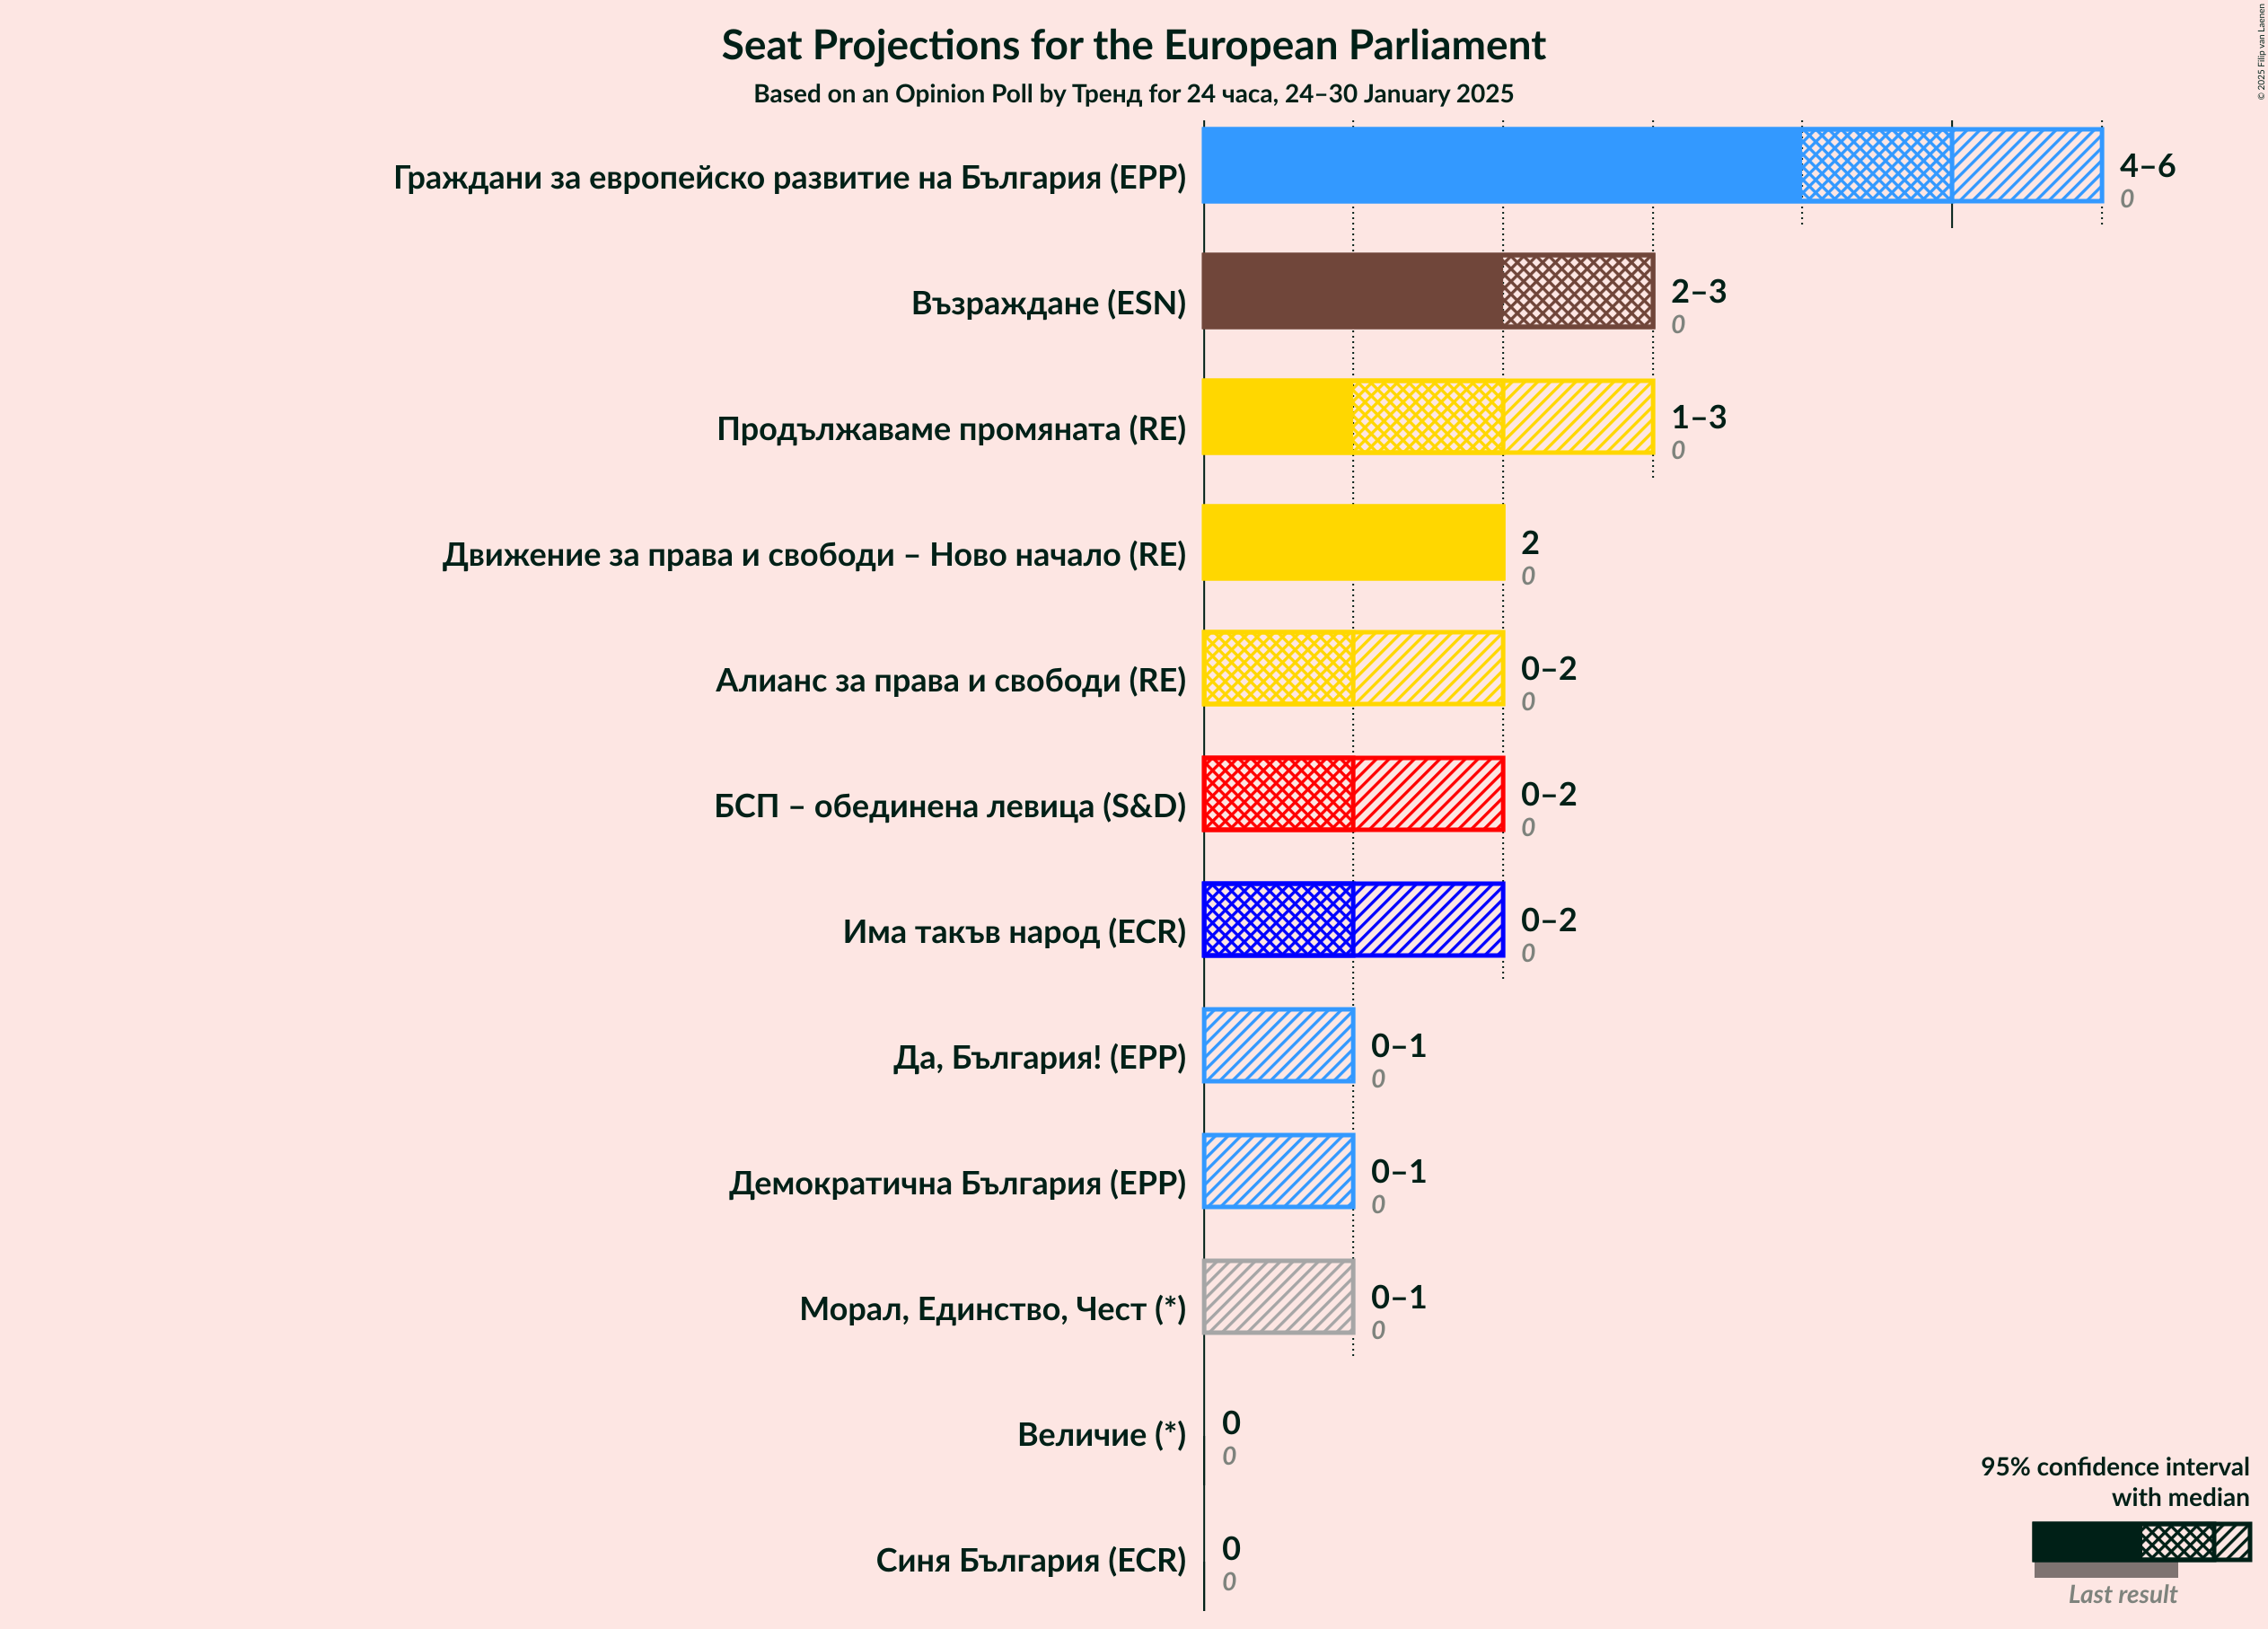 Seat Projections for the European Parliament
Based on an Opinion Poll by Тренд for 24 часа, 24–30 January 2025
© 2025 Filip van Laenen
Граждани за европейско развитие на България (EPP)
4–6
0
Възраждане (ESN)
2–3
0
Продължаваме промяната (RE)
1–3
0
Движение за права и свободи – Ново начало (RE)
2
0
Алианс за права и свободи (RE)
0–2
0
БСП – обединена левица (S&D)
0–2
0
Има такъв народ (ECR)
0–2
0
Да, България! (EPP)
0–1
0
Демократична България (EPP)
0–1
0
Морал, Единство, Чест (*)
0–1
0
Величие (*)
0
0
Синя България (ECR)
0
0
95% confidence interval
with median
Last result